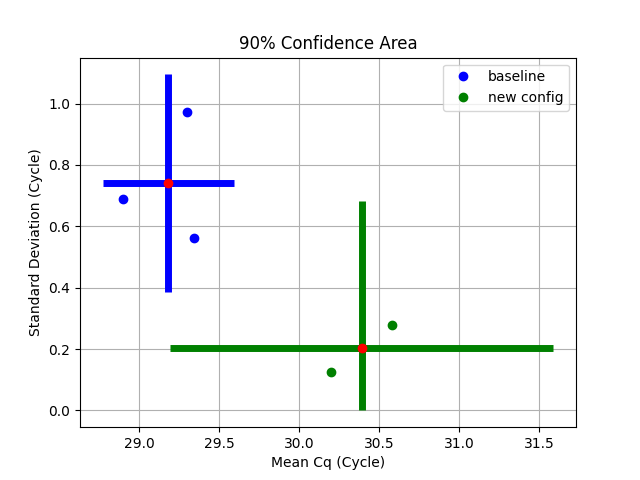 90% Confidence Area
baseline
new config
1.0
0.8
0.6
0.4
0.2
0.0
Standard Deviation (Cycle)
29.0 29.5 30.0 30.5 31.0 31.5
Mean Cq (Cycle)